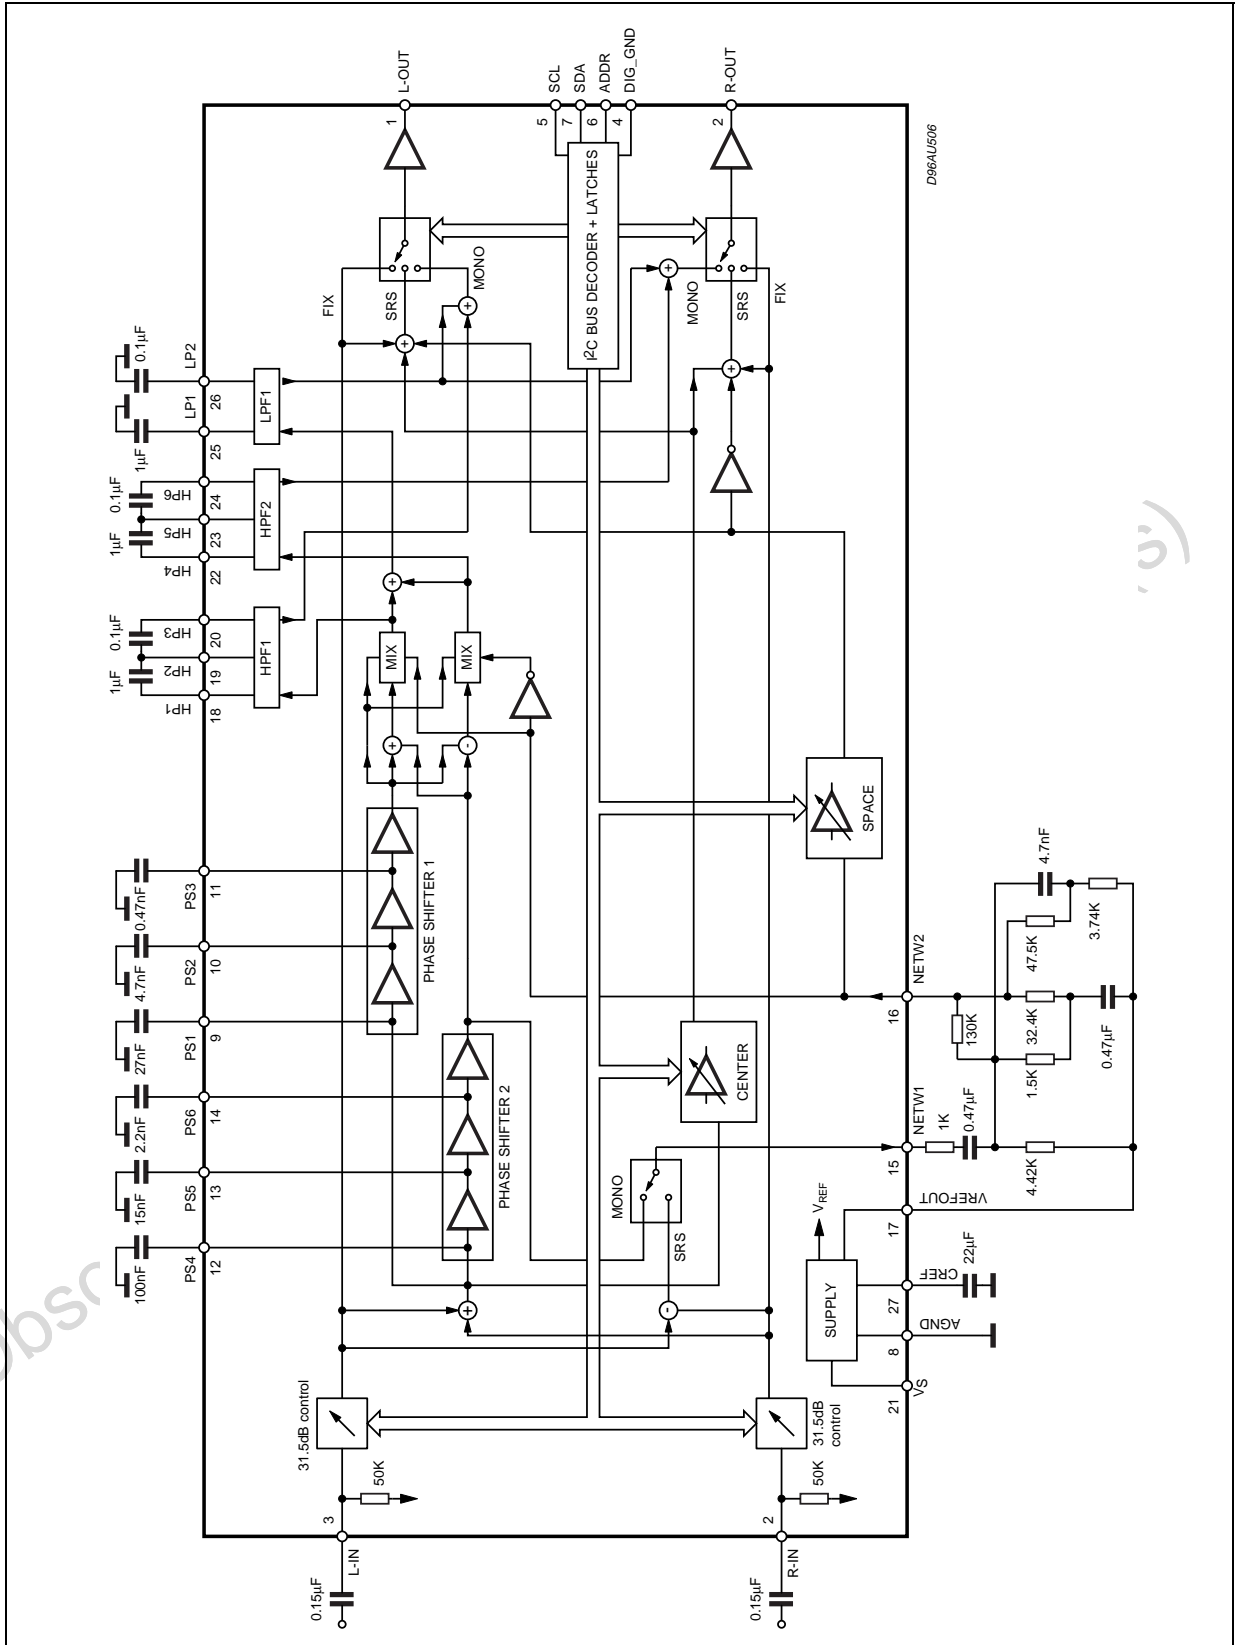 L-OUT
SCL
SDA
ADDR
DIG_GND
R-OUT
1
5
7
6
4
2
D96AU506
I²C BUS DECODER + LATCHES
FIX
SRS
MONO
MONO
SRS
FIX
0.1µF
LP2
26
LP1
1µF
25
LPF1
0.1µF
HP6
24
HP5
23
1µF
HP4
22
HPF2
0.1µF
HP3
20
HP2
19
1µF
HP1
18
HPF1
MIX
MIX
+
+
+
+
+
+
-
SPACE
0.47nF
PS3
11
4.7nF
PS2
10
27nF
PS1
9
PHASE SHIFTER 1
2.2nF
PS6
14
15nF
PS5
13
100nF
PS4
12
PHASE SHIFTER 2
CENTER
MONO
SRS
+
-
4.7nF
47.5K
3.74K
NETW2
16
130K
32.4K
1.5K
0.47µF
NETW1
15
1K
0.47µF
4.42K
VREFOUT
17
VREF
SUPPLY
22µF
CREF
27
AGND
8
VS
21
31.5dB control
31.5dB
control
50K
50K
3
L-IN
2
R-IN
0.15µF
0.15µF
s)
Obsc